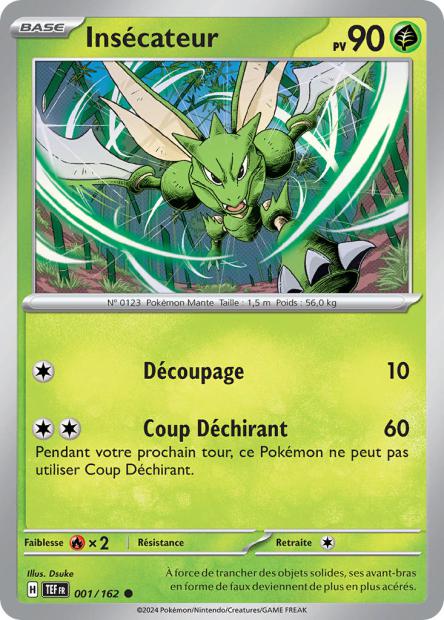 BASE Insécateur PV 90
N° 0123 Pokémon Mante Taille : 1,5 m Poids : 56,0 kg
Découpage 10
Coup Déchirant 60
Pendant votre prochain tour, ce Pokémon ne peut pas
utiliser Coup Déchirant.
Faiblesse ×2 Résistance Retraite
Illus. Dsuke
H TEF FR 001/162
À force de trancher des objets solides, ses avant-bras
en forme de faux deviennent de plus en plus acérés.
©2024 Pokémon/Nintendo/Creatures/GAME FREAK